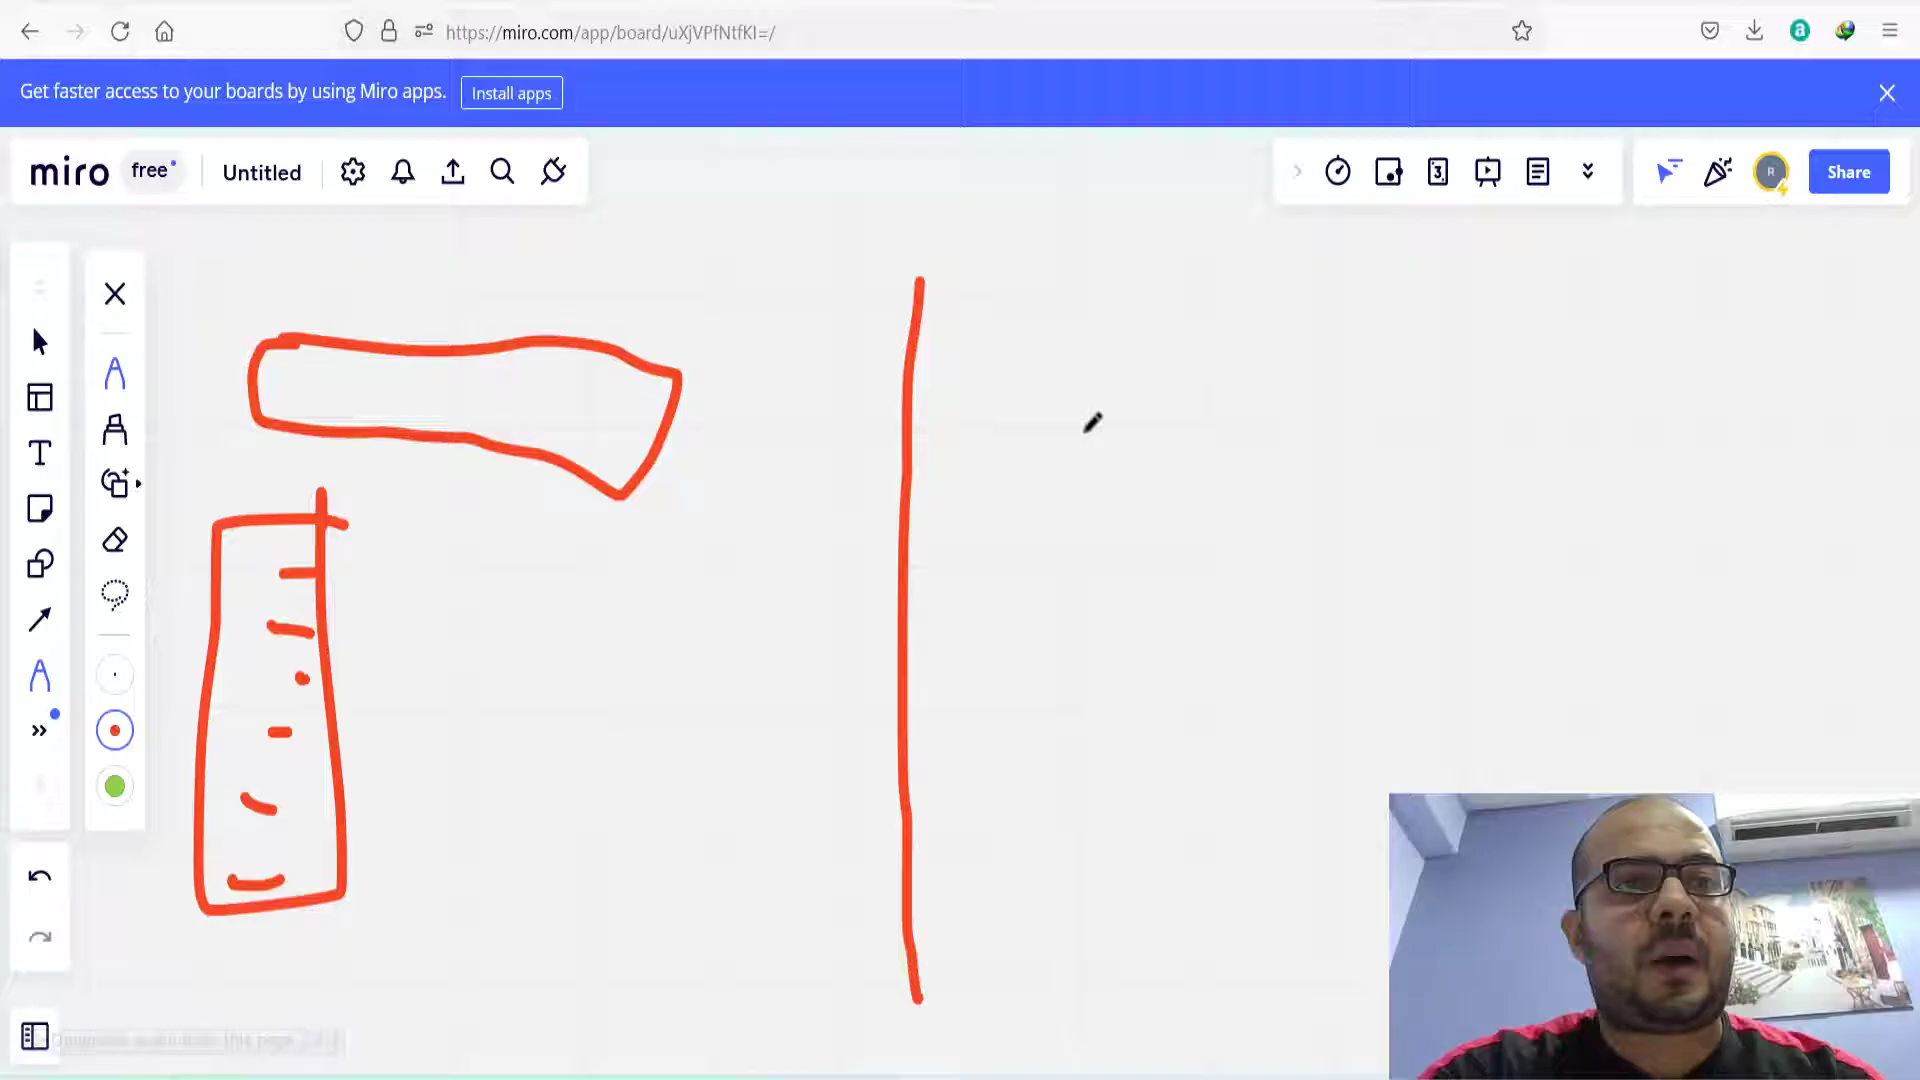 https://miro.com/app/board/uXjVPfNtfKI=/
Get faster access to your boards by using Miro apps. Install apps
miro free Untitled
3
R
Share
T
a